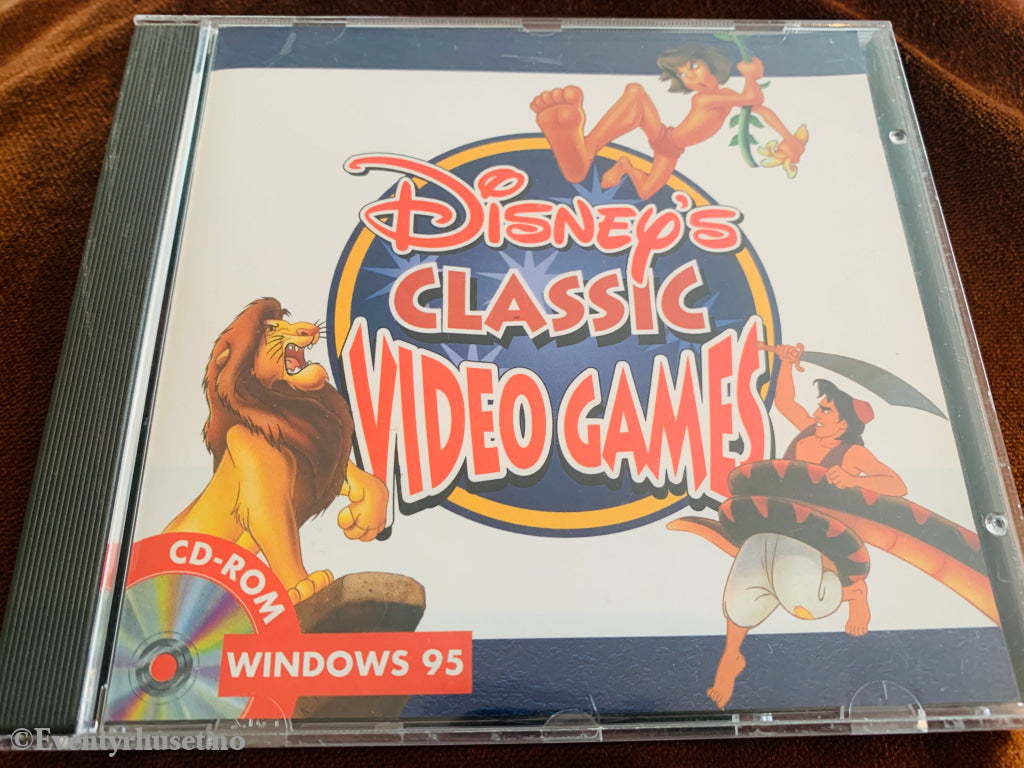 DISNEY'S
CLASSIC
VIDEO GAMES
CD-ROM
WINDOWS 95
©Eventyrhuset.no